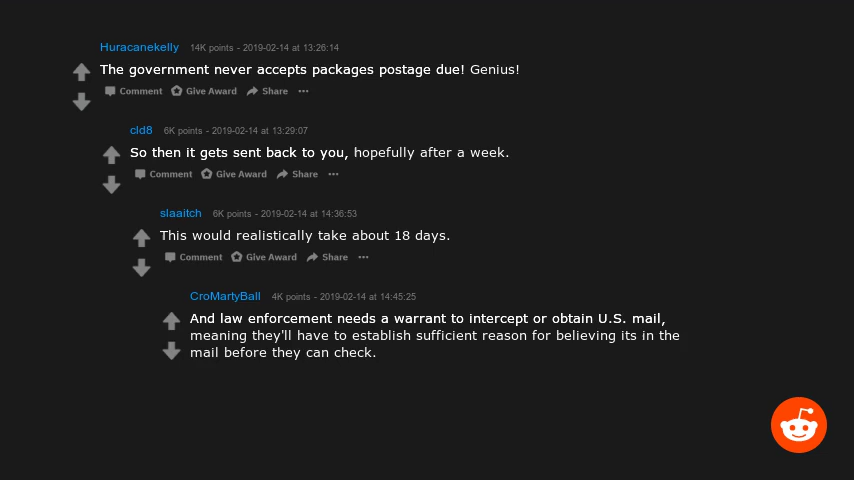 Huracanekelly 14K points - 2019-02-14 at 13:26:14
The government never accepts packages postage due! Genius!
Comment Give Award Share ···
cld8 6K points - 2019-02-14 at 13:29:07
So then it gets sent back to you, hopefully after a week.
Comment Give Award Share ···
slaaitch 6K points - 2019-02-14 at 14:36:53
This would realistically take about 18 days.
Comment Give Award Share ···
CroMartyBall 4K points - 2019-02-14 at 14:45:25
And law enforcement needs a warrant to intercept or obtain U.S. mail,
meaning they'll have to establish sufficient reason for believing its in the
mail before they can check.